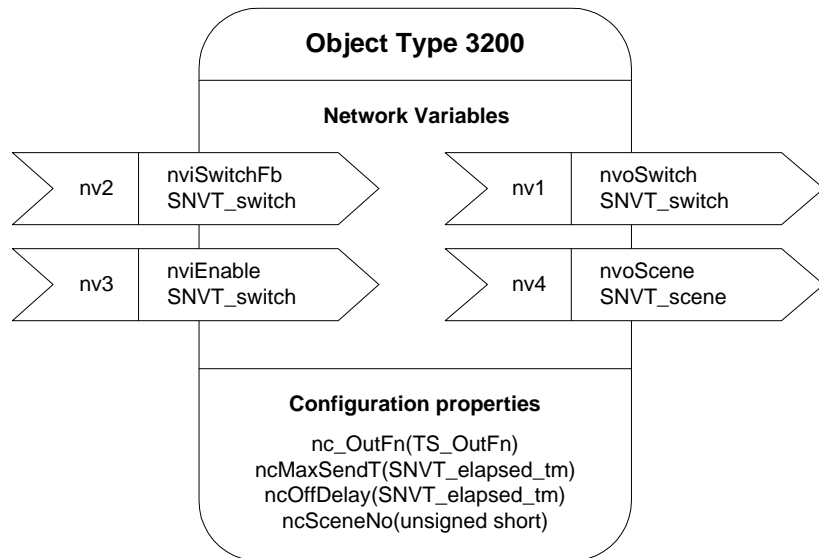 Object Type 3200
Network Variables
nv2
nviSwitchFb
SNVT_switch
nv1
nvoSwitch
SNVT_switch
nv3
nviEnable
SNVT_switch
nv4
nvoScene
SNVT_scene
Configuration properties
nc_OutFn(TS_OutFn)
ncMaxSendT(SNVT_elapsed_tm)
ncOffDelay(SNVT_elapsed_tm)
ncSceneNo(unsigned short)